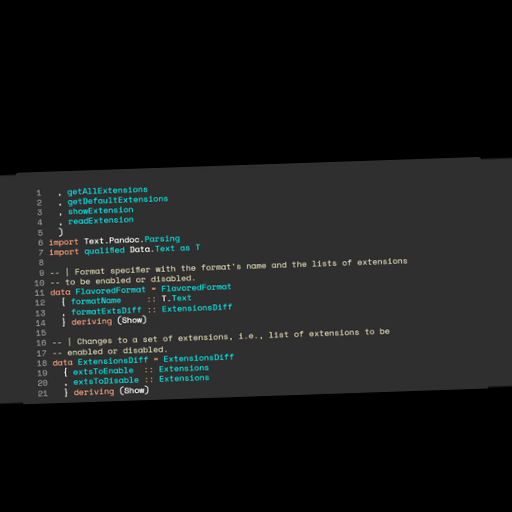 1 , getAllExtensions
2 , getDefaultExtensions
3 , showExtension
4 , readExtension
5 )
6 import Text.Pandoc.Parsing
7 import qualified Data.Text as T
8
9 -- | Format specifier with the format's name and the lists of extensions
10 -- to be enabled or disabled.
11 data FlavoredFormat = FlavoredFormat
12 { formatName :: T.Text
13 , formatExtsDiff :: ExtensionsDiff
14 } deriving (Show)
15
16 -- | Changes to a set of extensions, i.e., list of extensions to be
17 -- enabled or disabled.
18 data ExtensionsDiff = ExtensionsDiff
19 { extsToEnable :: Extensions
20 , extsToDisable :: Extensions
21 } deriving (Show)